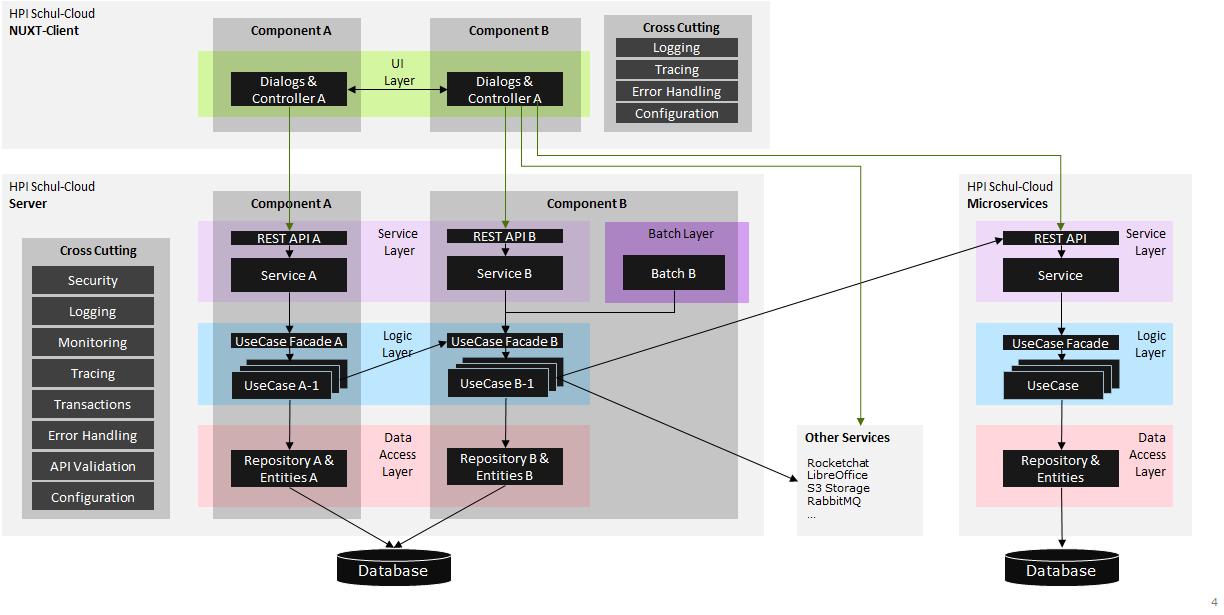 HPI Schul-Cloud
NUXT-Client
Component A
Component B
Cross Cutting
Logging
Tracing
Error Handling
Configuration
UI
Layer
Dialogs &
Controller A
Dialogs &
Controller A
HPI Schul-Cloud
Server
Component A
Component B
Cross Cutting
Security
Logging
Monitoring
Tracing
Transactions
Error Handling
API Validation
Configuration
REST API A
Service A
Service
Layer
REST API B
Service B
Batch Layer
Batch B
UseCase Facade A
UseCase A-1
Logic
Layer
UseCase Facade B
UseCase B-1
Repository A &
Entities A
Data
Access
Layer
Repository B &
Entities B
Database
Other Services
Rocketchat
LibreOffice
S3 Storage
RabbitMQ
...
HPI Schul-Cloud
Microservices
REST API
Service
Service
Layer
UseCase Facade
UseCase
Logic
Layer
Repository &
Entities
Data
Access
Layer
Database
4